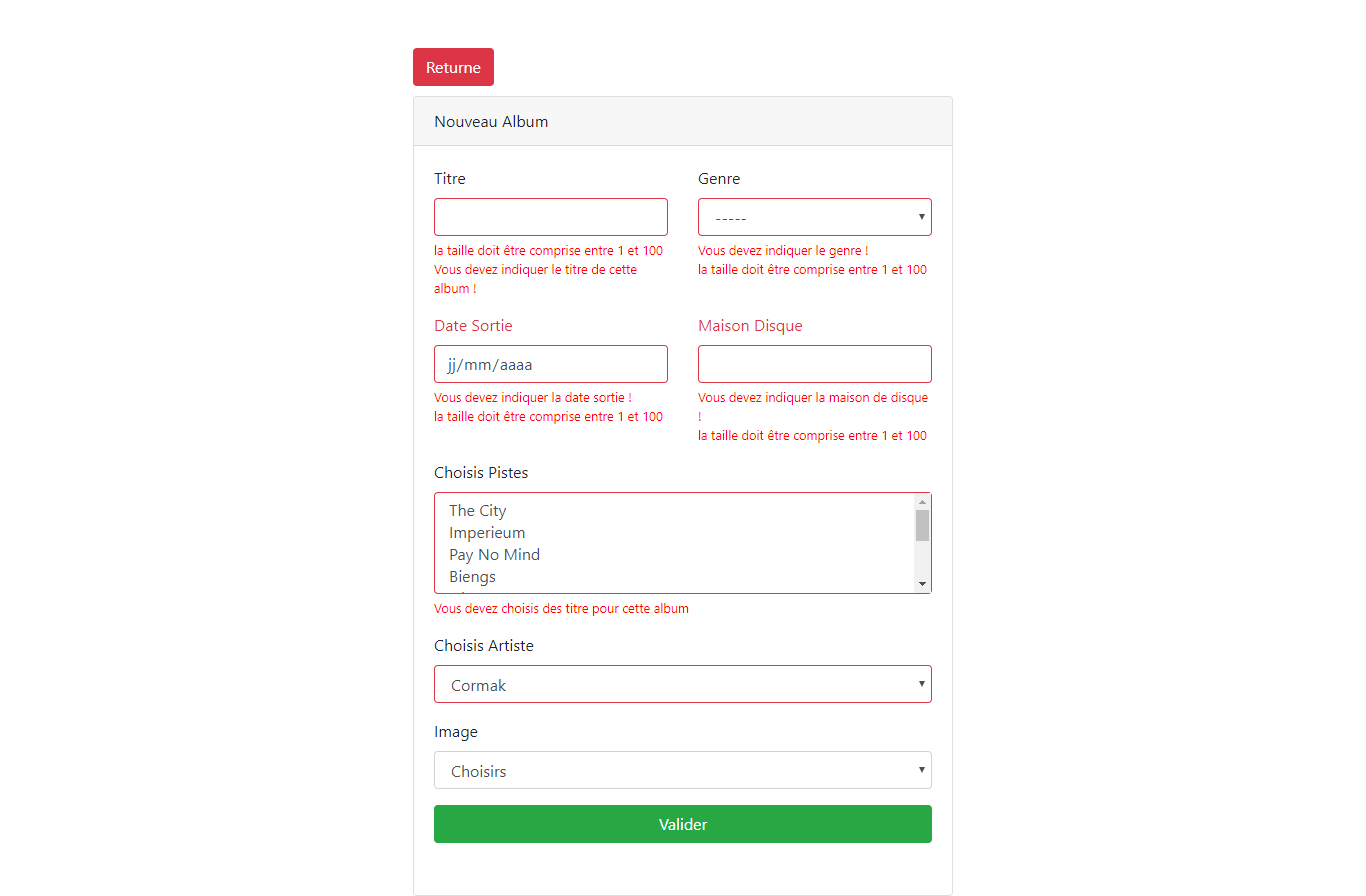 Returne
Nouveau Album
Titre
Genre
-----
la taille doit être comprise entre 1 et 100
Vous devez indiquer le titre de cette
album !
Vous devez indiquer le genre !
la taille doit être comprise entre 1 et 100
Date Sortie
Maison Disque
jj/mm/aaaa
Vous devez indiquer la date sortie !
la taille doit être comprise entre 1 et 100
Vous devez indiquer la maison de disque
!
la taille doit être comprise entre 1 et 100
Choisis Pistes
The City
Imperieum
Pay No Mind
Biengs
Vous devez choisis des titre pour cette album
Choisis Artiste
Cormak
Image
Choisirs
Valider